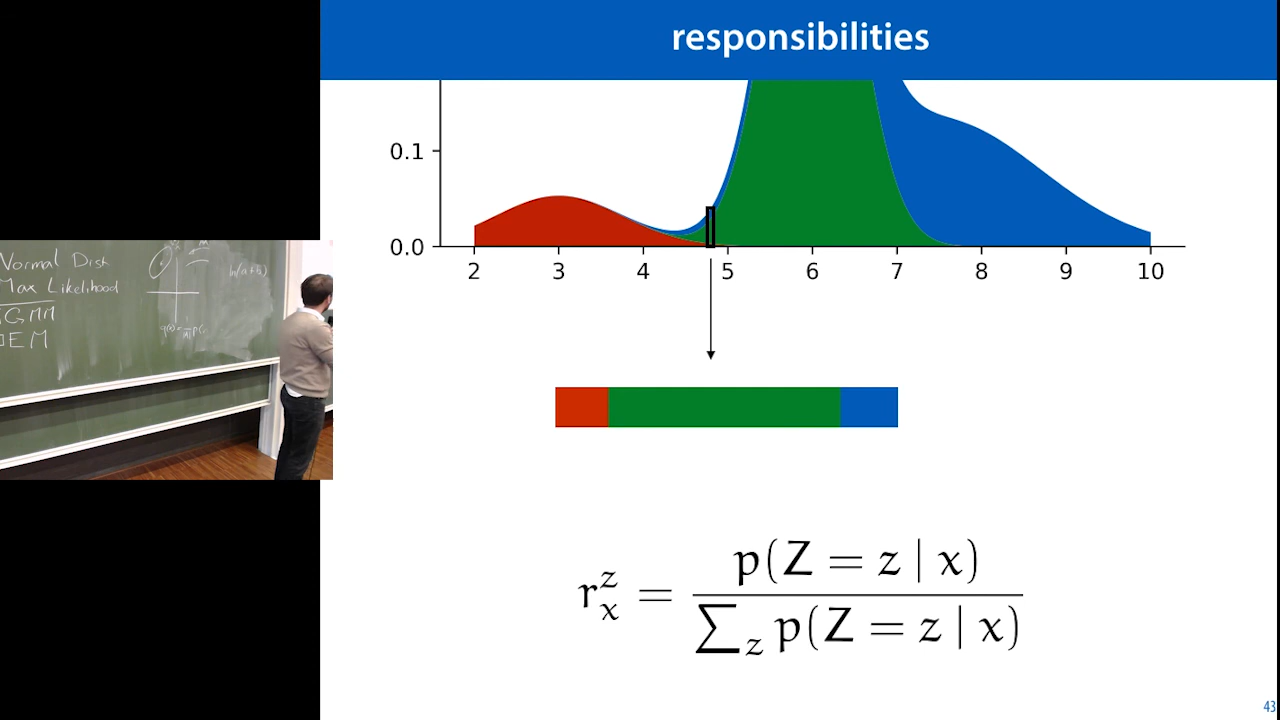 responsibilities
0.1
0.0
2 3 4 5 6 7 8 9 10
Normal Dist
Max Likelihood
GMM
EM
r_x^z = p(Z = z | x) / ∑_z p(Z = z | x)
43